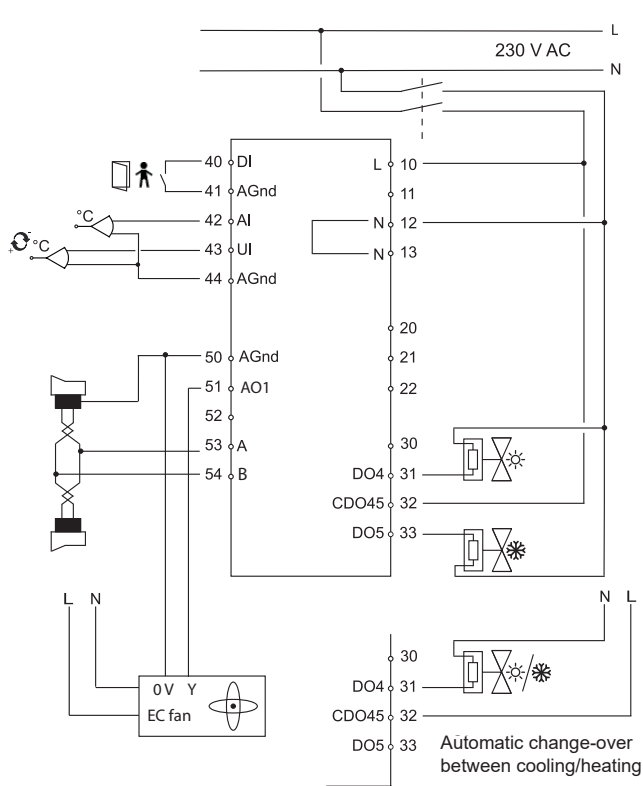 L
230 V AC
N
40 DI
41 AGnd
°C
42 AI
°C
43 UI
- +
44 AGnd
L 10
11
N 12
N 13
20
21
22
50 AGnd
51 AO1
52
53 A
54 B
30
DO4 31
CDO45 32
DO5 33
L N
0 V Y
EC fan
N L
30
DO4 31
CDO45 32
DO5 33
Automatic change-over
between cooling/heating